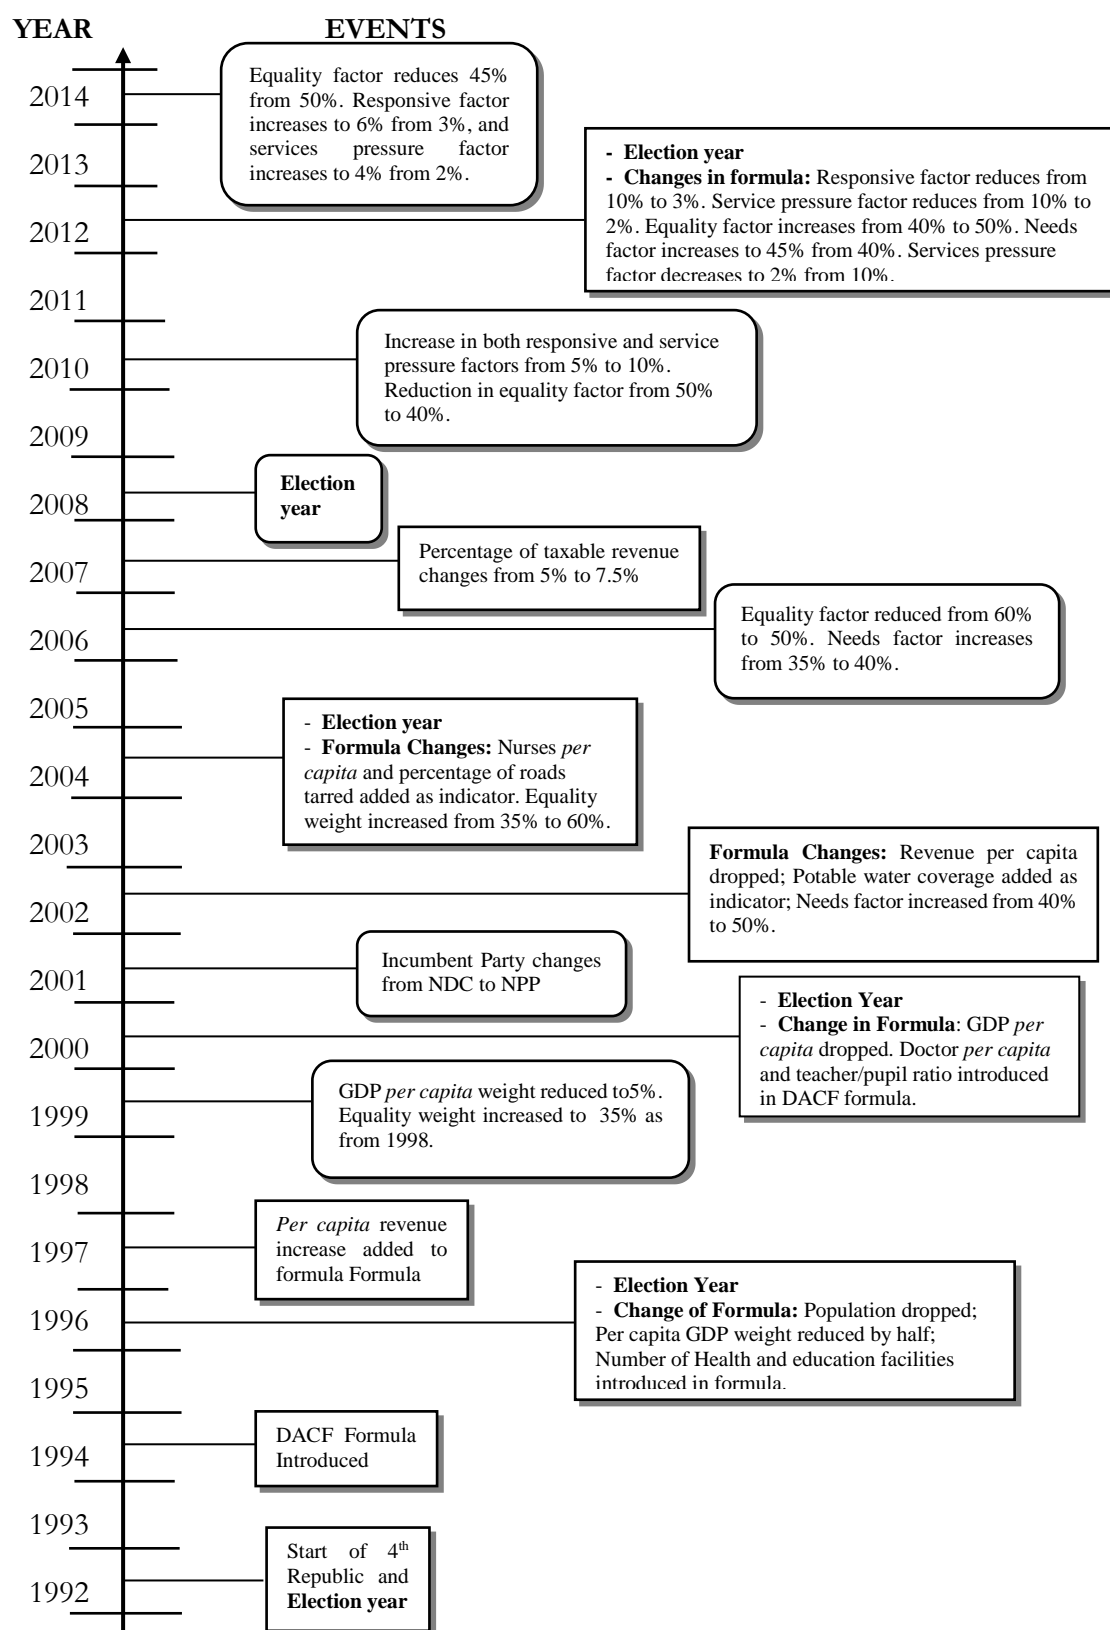 YEAR EVENTS
2014
Equality factor reduces 45%
from 50%. Responsive factor
increases to 6% from 3%, and
services pressure factor
increases to 4% from 2%.
2013
- Election year
- Changes in formula: Responsive factor reduces from
10% to 3%. Service pressure factor reduces from 10% to
2%. Equality factor increases from 40% to 50%. Needs
factor increases to 45% from 40%. Services pressure
factor decreases to 2% from 10%.
2012
2011
Increase in both responsive and service
pressure factors from 5% to 10%.
Reduction in equality factor from 50%
to 40%.
2010
2009
Election
year
2008
Percentage of taxable revenue
changes from 5% to 7.5%
2007
Equality factor reduced from 60%
to 50%. Needs factor increases
from 35% to 40%.
2006
2005
- Election year
- Formula Changes: Nurses per
capita and percentage of roads
tarred added as indicator. Equality
weight increased from 35% to 60%.
2004
2003
Formula Changes: Revenue per capita
dropped; Potable water coverage added as
indicator; Needs factor increased from 40%
to 50%.
2002
Incumbent Party changes
from NDC to NPP
2001
- Election Year
- Change in Formula: GDP per
capita dropped. Doctor per capita
and teacher/pupil ratio introduced
in DACF formula.
2000
GDP per capita weight reduced to5%.
Equality weight increased to 35% as
from 1998.
1999
1998
Per capita revenue
increase added to
formula Formula
1997
- Election Year
- Change of Formula: Population dropped;
Per capita GDP weight reduced by half;
Number of Health and education facilities
introduced in formula.
1996
1995
DACF Formula
Introduced
1994
1993
Start of 4th
Republic and
Election year
1992